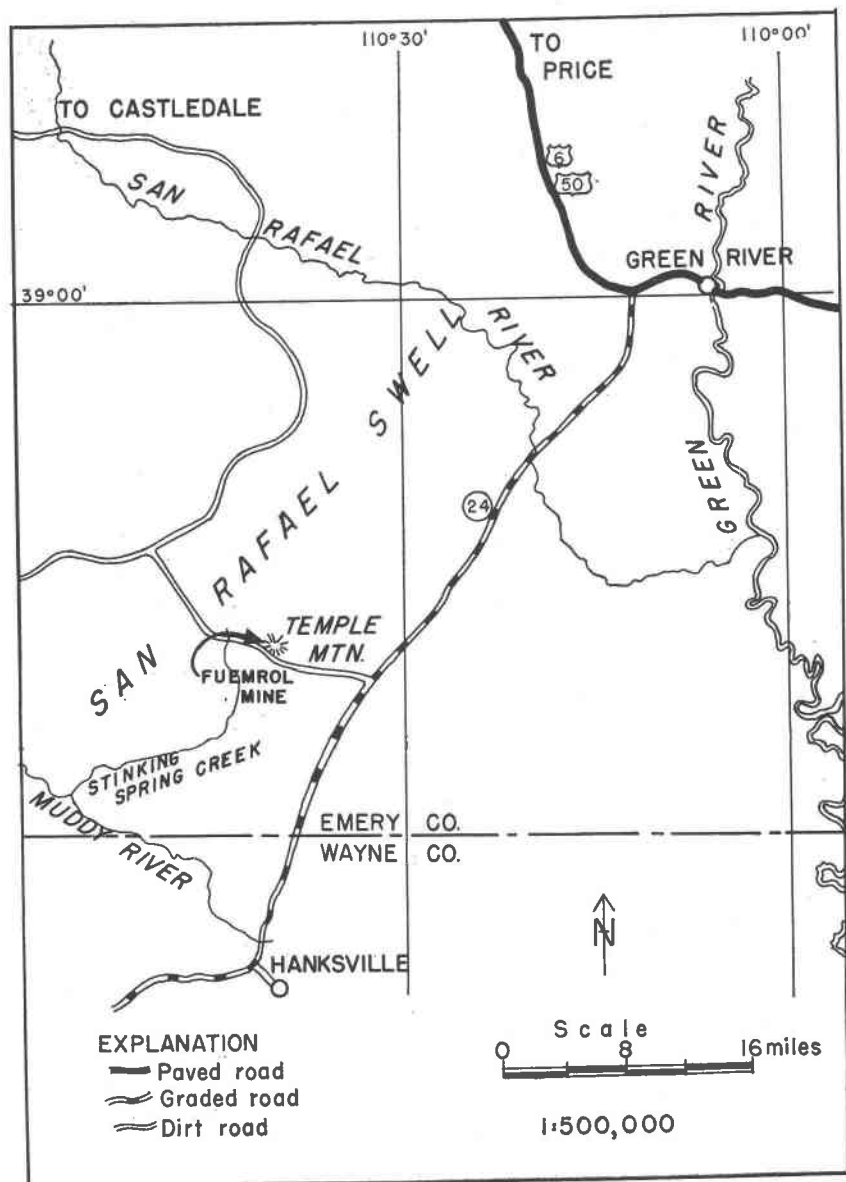 110°30'
110°00'
TO
PRICE
TO CASTLEDALE
6
50
SAN
RAFAEL
RIVER
RIVER
GREEN RIVER
39°00'
SAN
RAFAEL
SWELL
GREEN
24
TEMPLE
MTN.
FUEMROL
MINE
STINKING
SPRING CREEK
MUDDY RIVER
EMERY CO.
WAYNE CO.
N
HANKSVILLE
Scale
0 8 16 miles
1:500,000
EXPLANATION
Paved road
Graded road
Dirt road